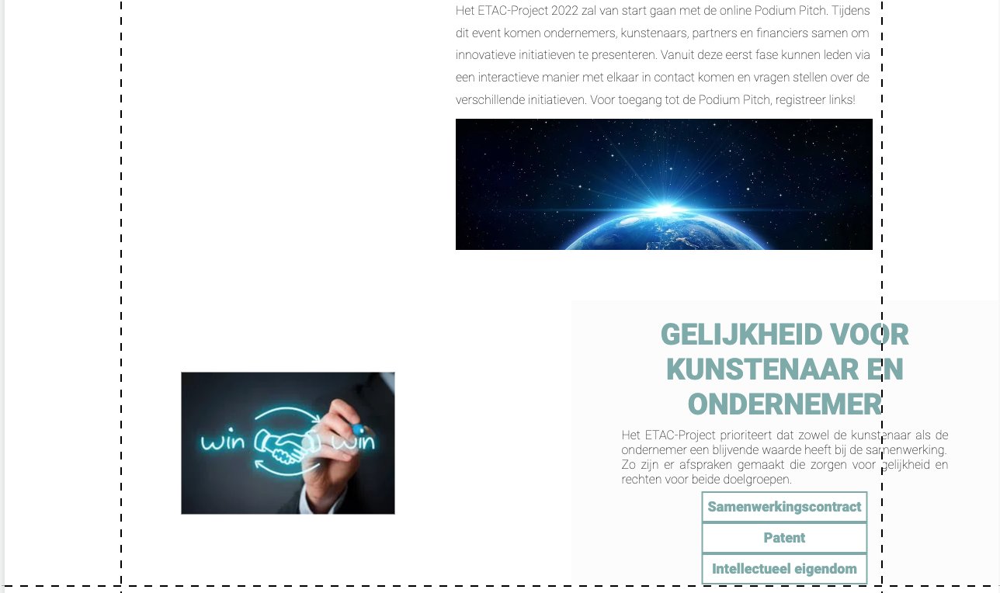 Het ETAC-Project 2022 zal van start gaan met de online Podium Pitch. Tijdens
dit event komen ondernemers, kunstenaars, partners en financiers samen om
innovatieve initiatieven te presenteren. Vanuit deze eerst fase kunnen leden via
een interactieve manier met elkaar in contact komen en vragen stellen over de
verschillende initiatieven. Voor toegang tot de Podium Pitch, registreer links!
GELIJKHEID VOOR
KUNSTENAAR EN
ONDERNEMER
win win
Het ETAC-Project prioriteert dat zowel de kunstenaar als de
ondernemer een blijvende waarde heeft bij de samenwerking.
Zo zijn er afspraken gemaakt die zorgen voor gelijkheid en
rechten voor beide doelgroepen.
Samenwerkingscontract
Patent
Intellectueel eigendom